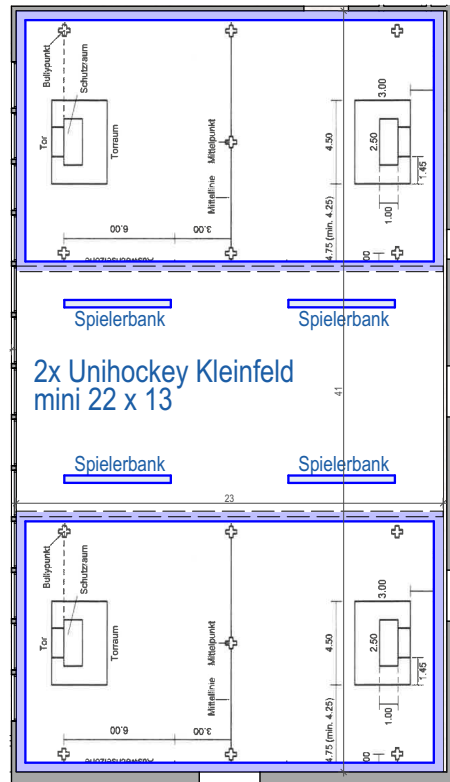 Bullypunkt
Schutzraum
Tor
Torraum
Mittelpunkt
Mittellinie
6.00
3.00
4.50
4.75 (min. 4.25)
3.00
2.50
1.45
1.00
Spielerbank
Spielerbank
2x Unihockey Kleinfeld
mini 22 x 13
41
Spielerbank
Spielerbank
23
Bullypunkt
Schutzraum
Tor
Torraum
Mittelpunkt
Mittellinie
6.00
3.00
4.50
4.75 (min. 4.25)
3.00
2.50
1.45
1.00